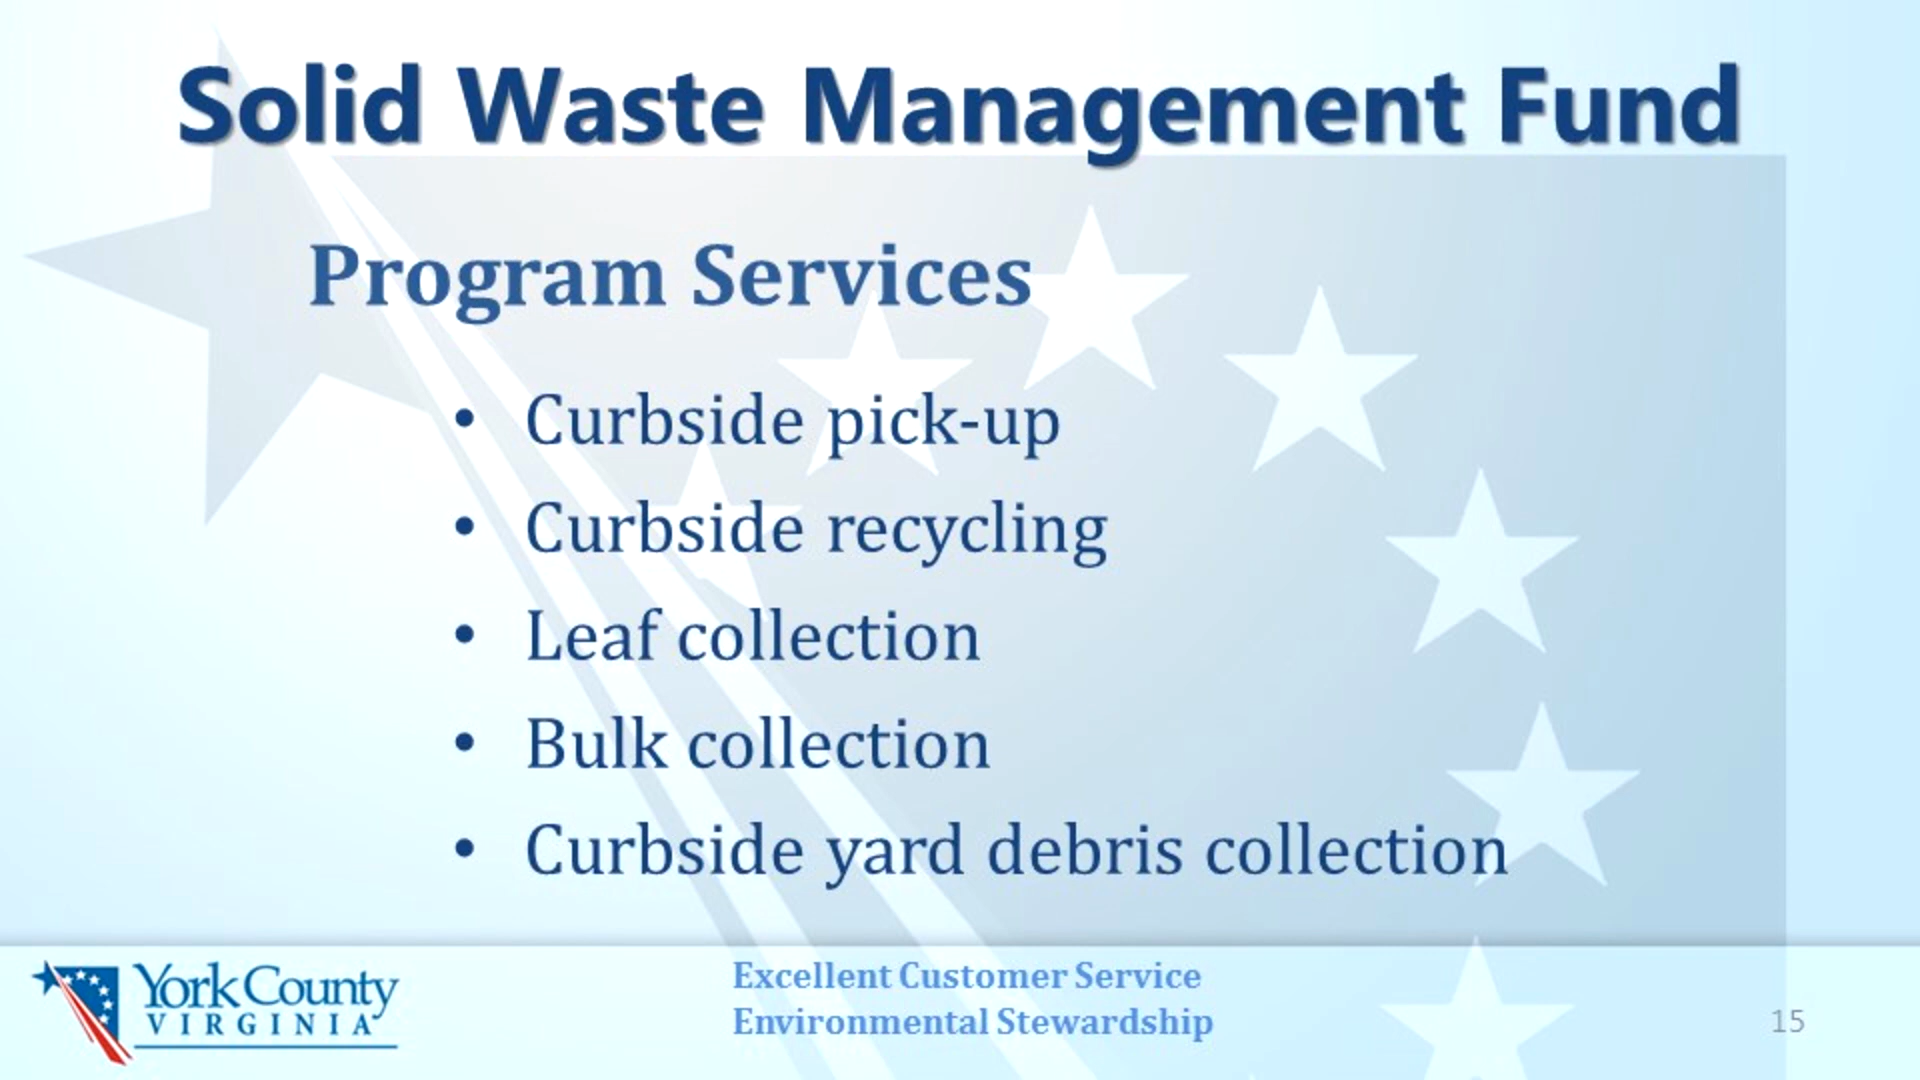 Solid Waste Management Fund
Program Services
• Curbside pick-up
• Curbside recycling
• Leaf collection
• Bulk collection
• Curbside yard debris collection
York County
VIRGINIA
Excellent Customer Service
Environmental Stewardship
15